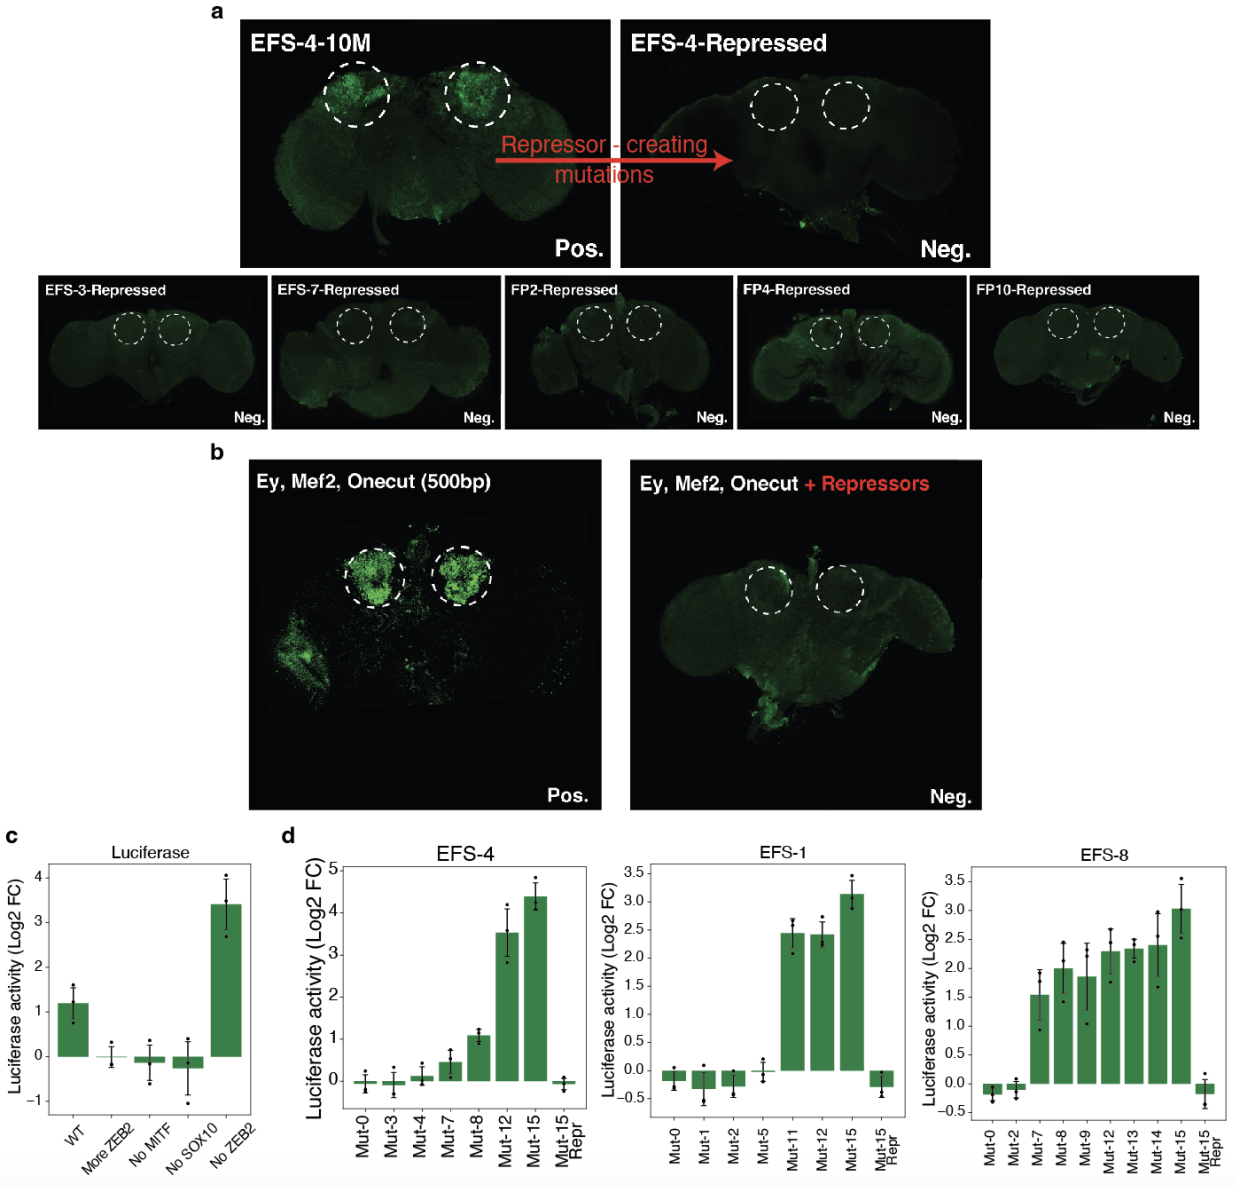 a
EFS-4-10M
EFS-4-Repressed
Repressor - creating
mutations
Pos.
Neg.
EFS-3-Repressed
EFS-7-Repressed
FP2-Repressed
FP4-Repressed
FP10-Repressed
Neg.
Neg.
Neg.
Neg.
Neg.
b
Ey, Mef2, Onecut (500bp)
Ey, Mef2, Onecut + Repressors
Pos.
Neg.
c
Luciferase
Luciferase activity (Log2 FC)
4
3
2
1
0
−1
WT
More ZEB2
No MITF
No SOX10
No ZEB2
d
EFS-4
Luciferase activity (Log2 FC)
5
4
3
2
1
0
Mut-0
Mut-3
Mut-4
Mut-7
Mut-8
Mut-12
Mut-15
Mut-15
Repr
EFS-1
Luciferase activity (Log2 FC)
3.5
3.0
2.5
2.0
1.5
1.0
0.5
−0.0
−0.5
Mut-0
Mut-1
Mut-2
Mut-5
Mut-11
Mut-12
Mut-15
Mut-15
Repr
EFS-8
Luciferase activity (Log2 FC)
3.5
3.0
2.5
2.0
1.5
1.0
0.5
0.0
−0.5
Mut-0
Mut-2
Mut-7
Mut-8
Mut-9
Mut-12
Mut-13
Mut-14
Mut-15
Mut-15
Repr